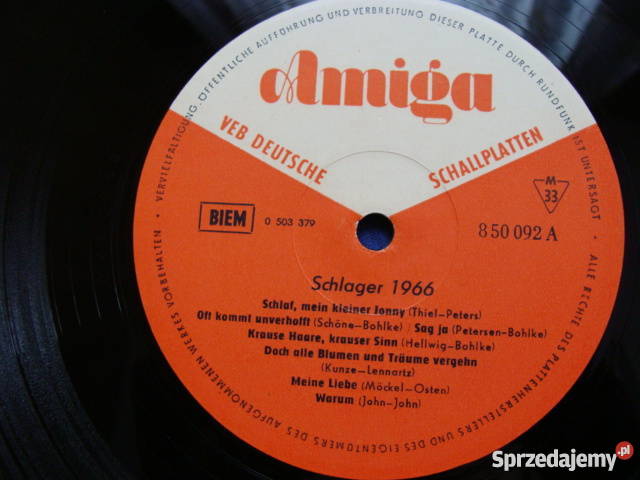 VERVIELFÄLTIGUNG, ÖFFENTLICHE AUFFÜHRUNG UND VERBREITUNG DIESER PLATTE DURCH RUNDFUNK IST UNTERSAGT • ALLE RECHTE DES PLATTENHERSTELLERS UND DES EIGENTÜMERS DES AUFGENOMMENEN WERKES VORBEHALTEN •
Amiga
VEB DEUTSCHE SCHALLPLATTEN
BIEM 0 503 379
M 33
8 50 092 A
Schlager 1966
Schlaf, mein kleiner Jonny (Thiel-Peters)
Oft kommt unverhofft (Schöne-Bohlke) / Sag ja (Petersen-Bohlke)
Krause Haare, krauser Sinn (Hellwig-Bohlke)
Doch alle Blumen und Träume vergehn
(Kunze-Lennartz)
Meine Liebe (Möckel-Osten)
Warum (John-John)
Sprzedajemy.pl